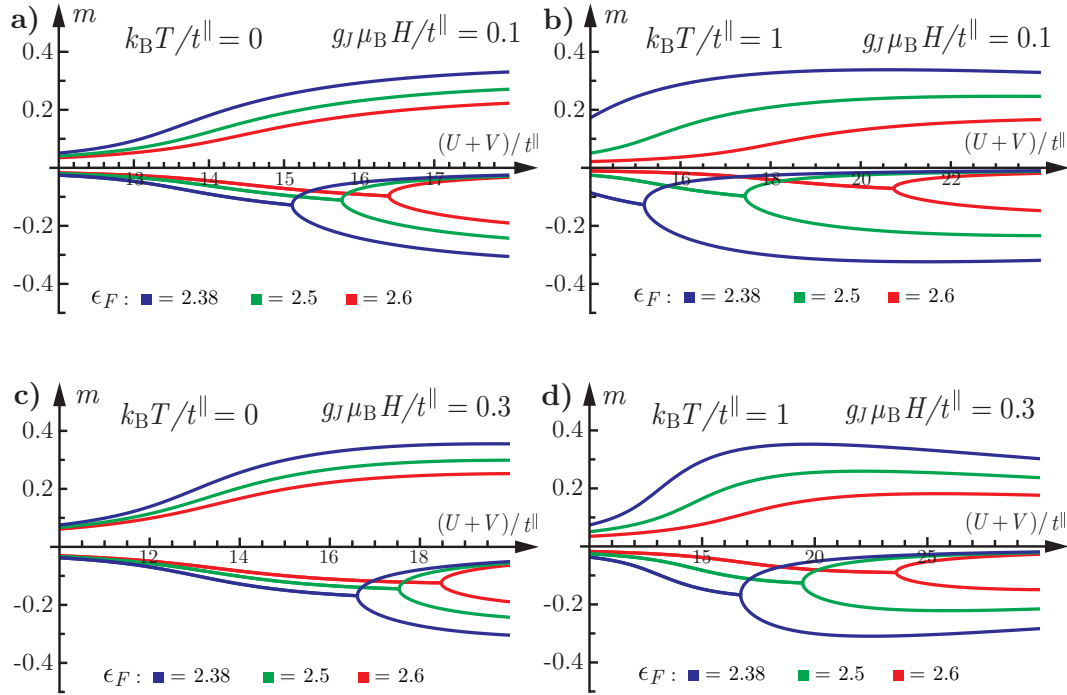 a) m
k_B T/t^∥ = 0 g_J μ_B H/t^∥ = 0.1
0.4
0.2
(U+V)/t^∥
0
13 14 15 16 17
-0.2
-0.4
ϵ_F : = 2.38 = 2.5 = 2.6
b) m
k_B T/t^∥ = 1 g_J μ_B H/t^∥ = 0.1
0.4
0.2
(U+V)/t^∥
0
16 18 20 22
-0.2
-0.4
ϵ_F : = 2.38 = 2.5 = 2.6
c) m
k_B T/t^∥ = 0 g_J μ_B H/t^∥ = 0.3
0.4
0.2
(U+V)/t^∥
0
12 14 16 18
-0.2
-0.4
ϵ_F : = 2.38 = 2.5 = 2.6
d) m
k_B T/t^∥ = 1 g_J μ_B H/t^∥ = 0.3
0.4
0.2
(U+V)/t^∥
0
15 20 25
-0.2
-0.4
ϵ_F : = 2.38 = 2.5 = 2.6